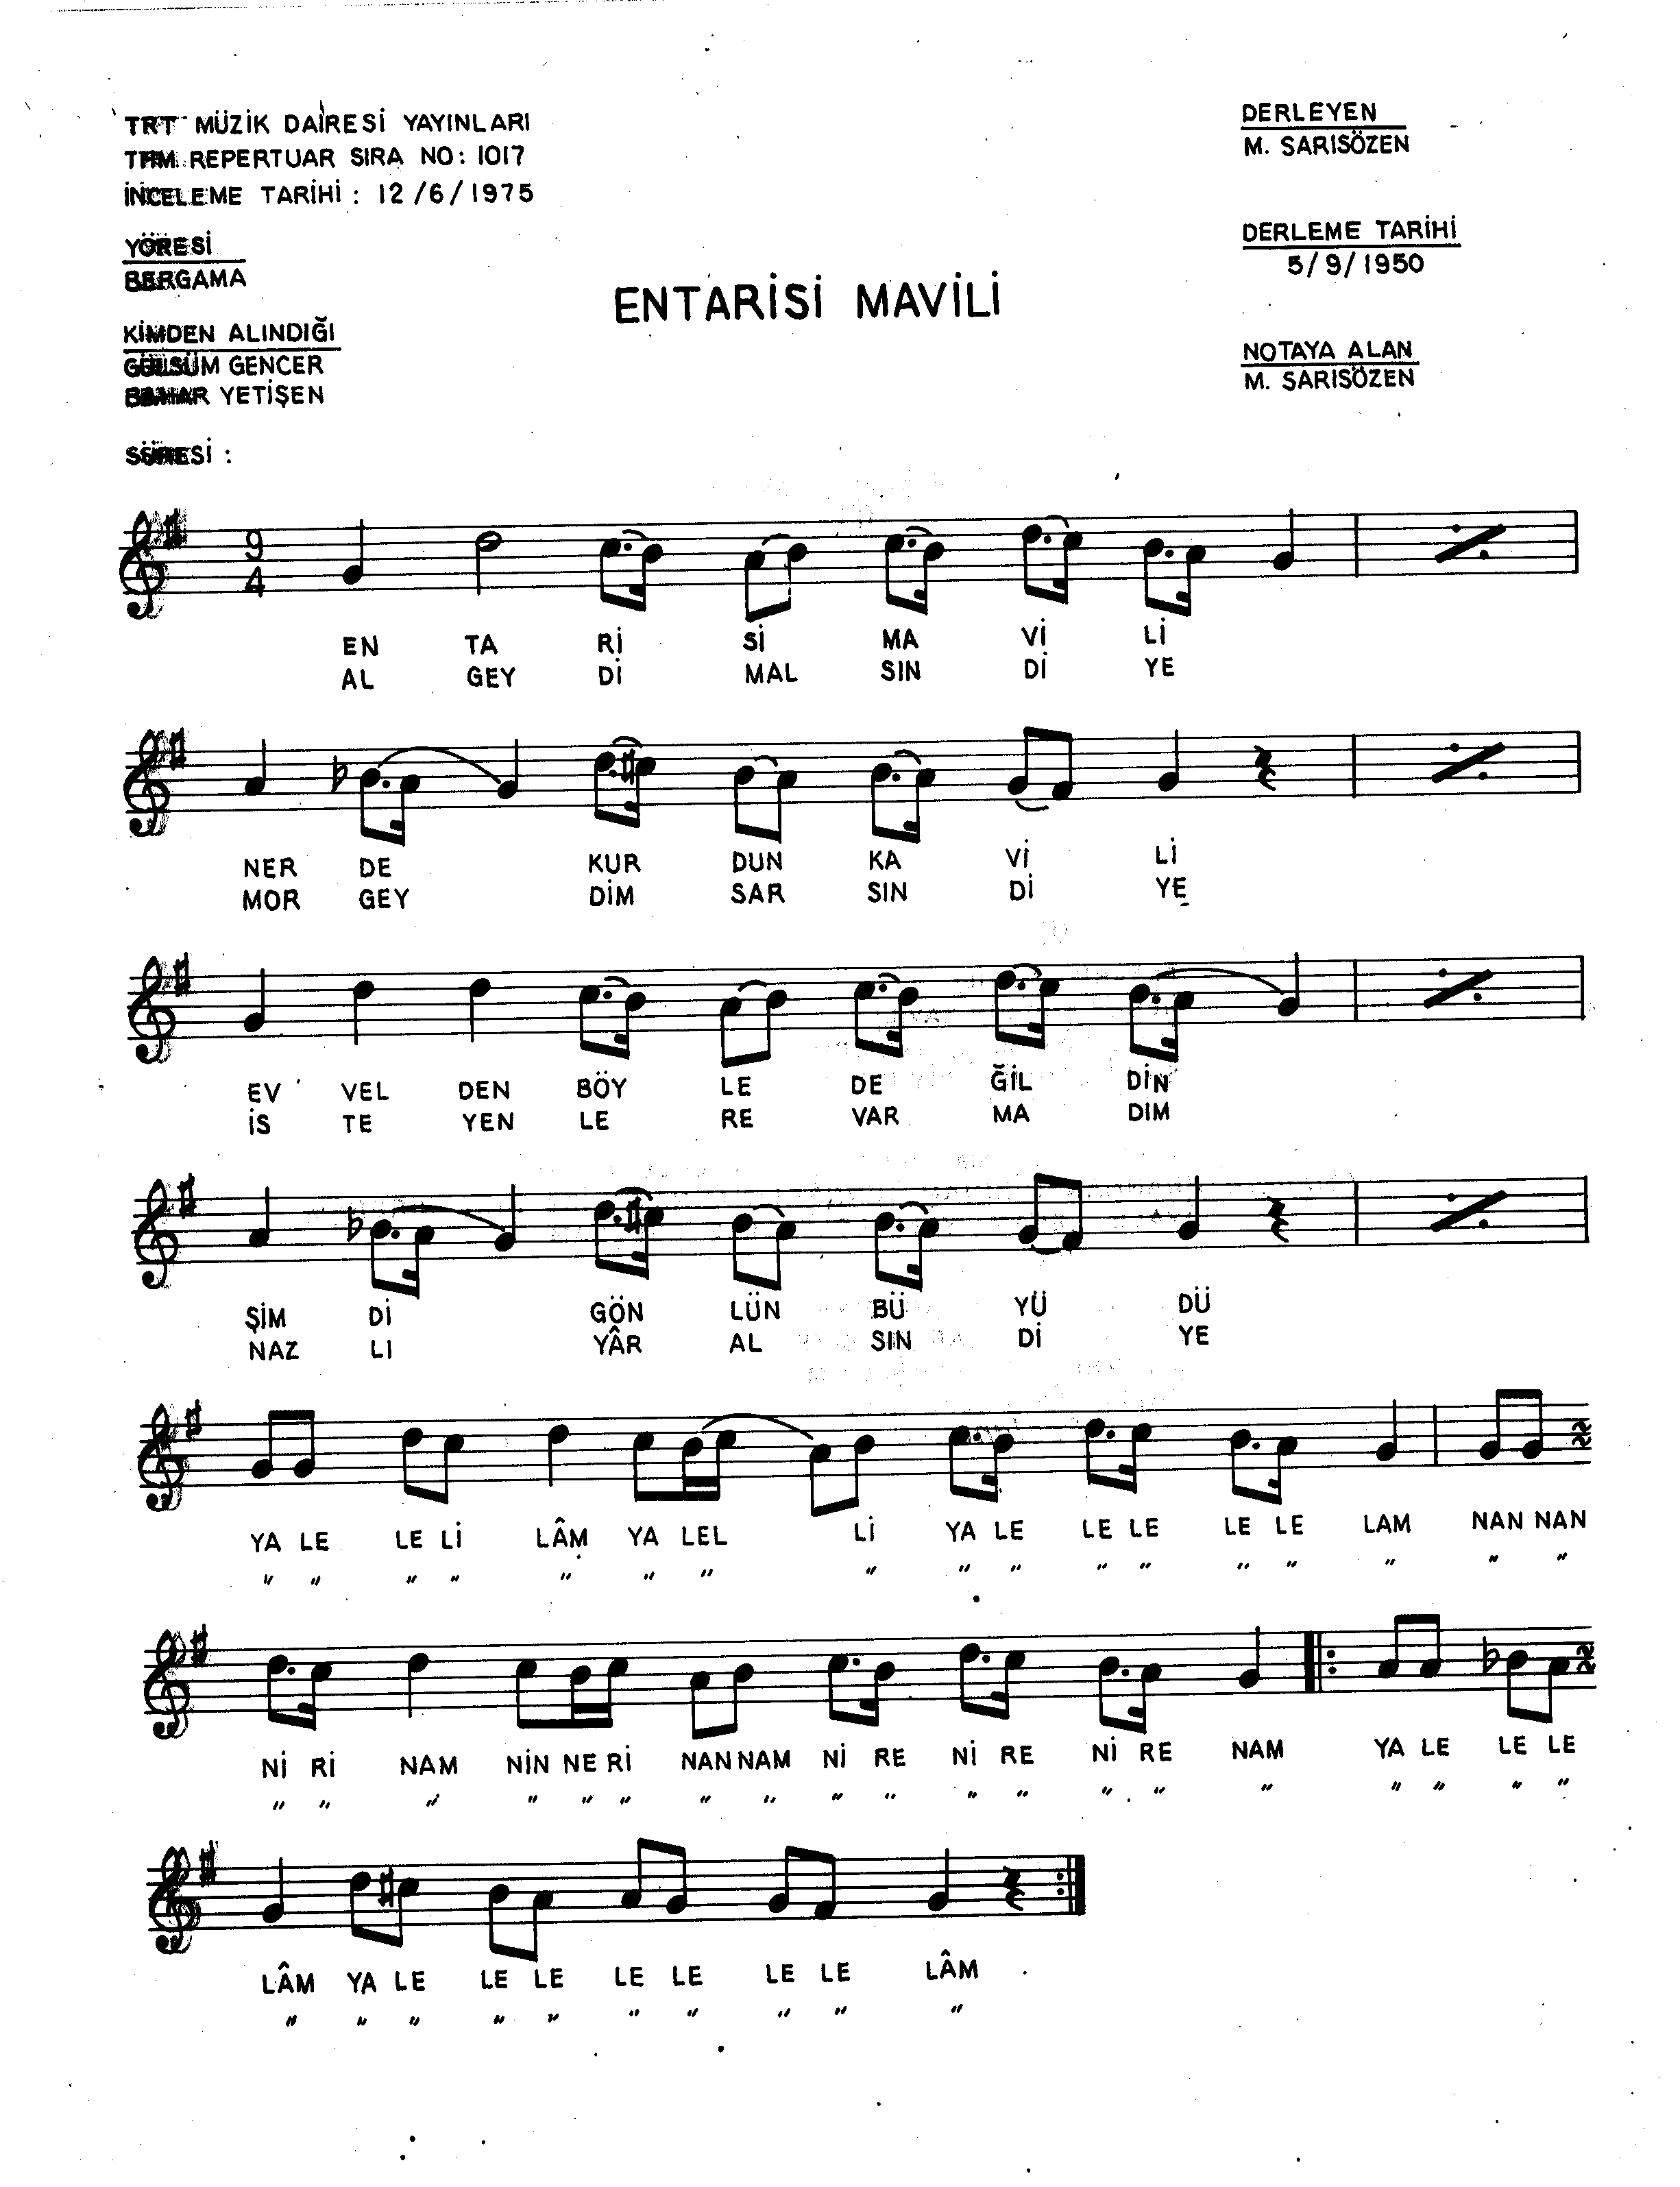 TRT MÜZİK DAİRESİ YAYINLARI
THM REPERTUAR SIRA NO: 1017
İNCELEME TARİHİ : 12/6/1975
YÖRESİ
BERGAMA
KİMDEN ALINDIĞI
GÜLSÜM GENCER
BAHAR YETİŞEN
SÜRESİ :
ENTARİSİ MAVİLİ
DERLEYEN
M. SARISÖZEN
DERLEME TARİHİ
5/9/1950
NOTAYA ALAN
M. SARISÖZEN
9
4
EN TA Rİ Sİ MA Vİ Lİ
AL GEY Dİ MAL SIN Dİ YE
NER DE KUR DUN KA Vİ Lİ
MOR GEY DİM SAR SIN Dİ YE
EV VEL DEN BÖY LE DE ĞİL DİN
İS TE YEN LE RE VAR MA DIM
ŞİM Dİ GÖN LÜN BÜ YÜ DÜ
NAZ LI YÂR AL SIN Dİ YE
YA LE LE Lİ LÂM YA LEL Lİ YA LE LE LE LE LE LAM NAN NAN
" " " " " " " " " " " " " " " " "
Nİ Rİ NAM NİN NE Rİ NAN NAM Nİ RE Nİ RE Nİ RE NAM YA LE LE LE
" " " " " " " " " " " " " " " " " " "
LÂM YA LE LE LE LE LE LE LE LÂM
" " " " " " " " " "